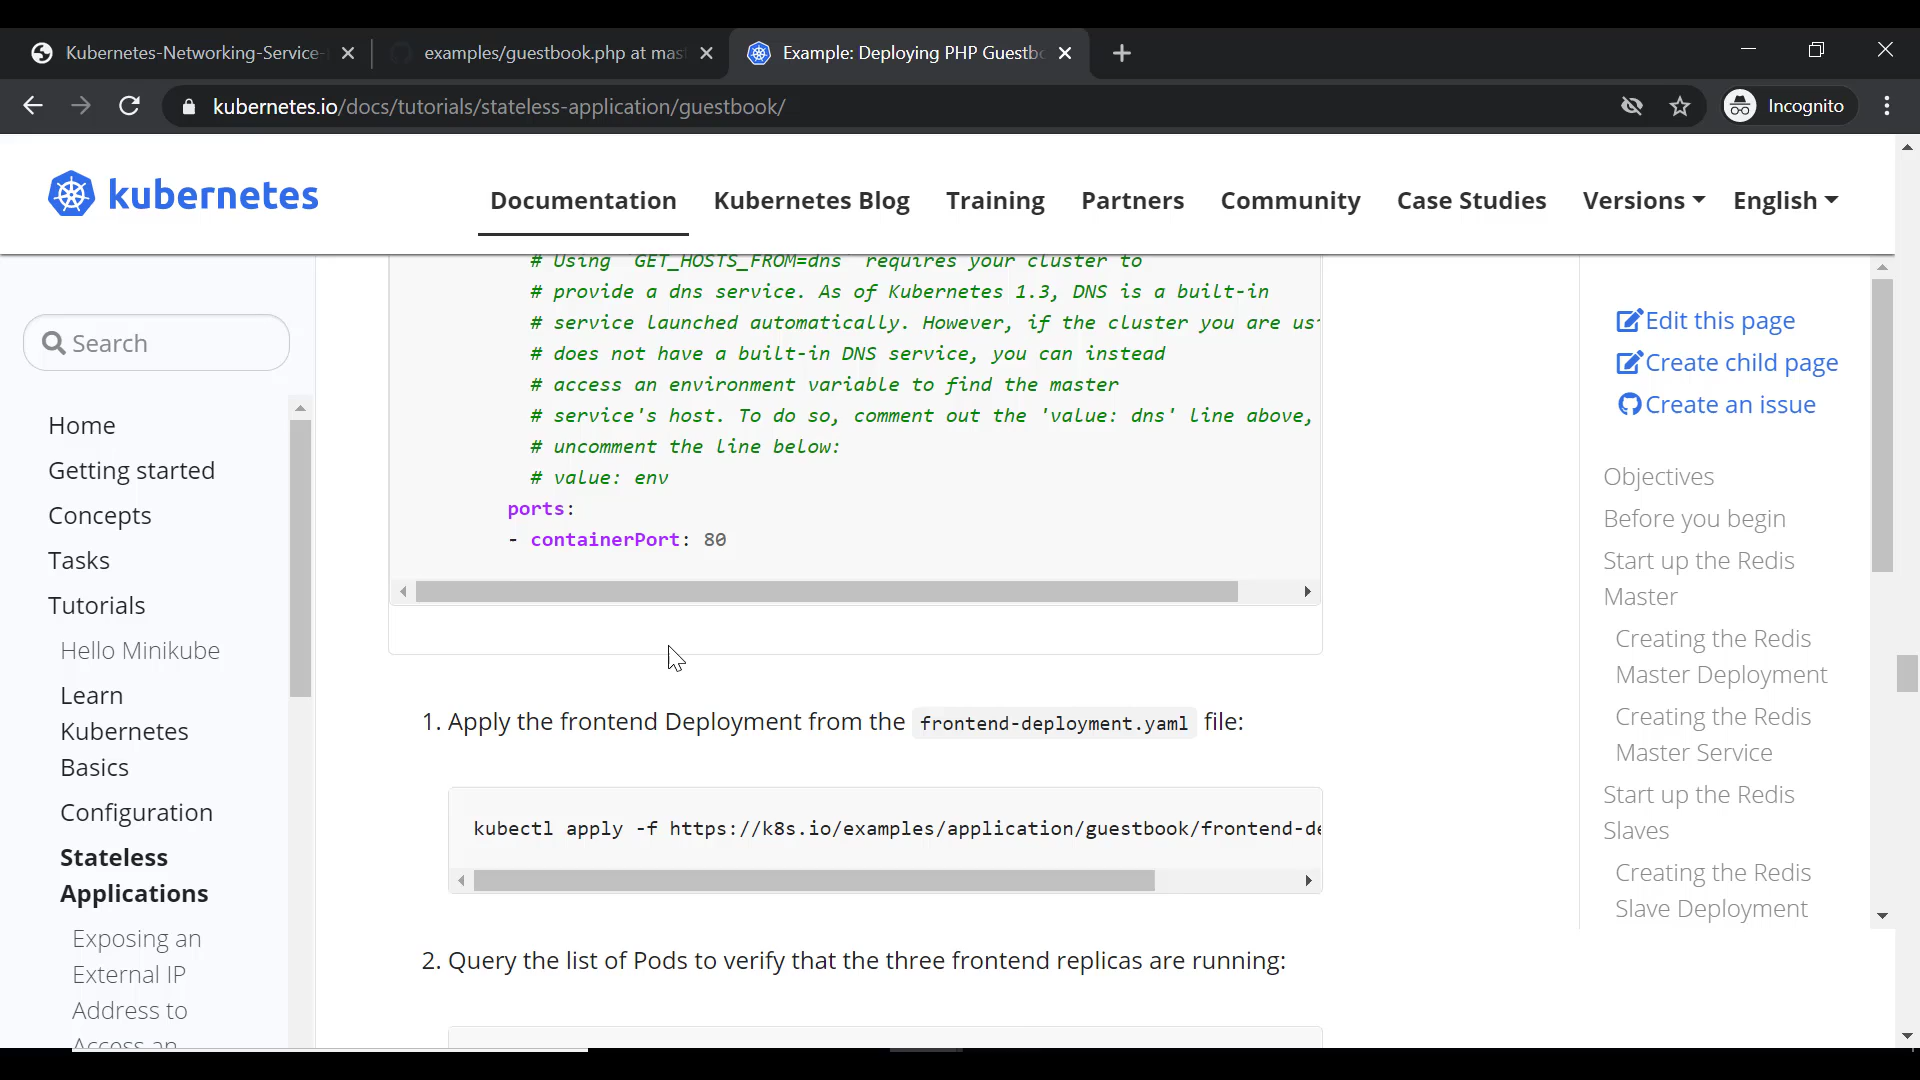 Kubernetes-Networking-Service-
examples/guestbook.php at mas
Example: Deploying PHP Guestbo
kubernetes.io/docs/tutorials/stateless-application/guestbook/
Incognito
kubernetes
Documentation
Kubernetes Blog
Training
Partners
Community
Case Studies
Versions
English
Search
Home
Getting started
Concepts
Tasks
Tutorials
Hello Minikube
Learn
Kubernetes
Basics
Configuration
Stateless
Applications
Exposing an
External IP
Address to
Access an
# Using `GET_HOSTS_FROM=dns` requires your cluster to
# provide a dns service. As of Kubernetes 1.3, DNS is a built-in
# service launched automatically. However, if the cluster you are us
# does not have a built-in DNS service, you can instead
# access an environment variable to find the master
# service's host. To do so, comment out the 'value: dns' line above,
# uncomment the line below:
# value: env
ports:
- containerPort: 80
1. Apply the frontend Deployment from the frontend-deployment.yaml file:
kubectl apply -f https://k8s.io/examples/application/guestbook/frontend-de
2. Query the list of Pods to verify that the three frontend replicas are running:
Edit this page
Create child page
Create an issue
Objectives
Before you begin
Start up the Redis
Master
Creating the Redis
Master Deployment
Creating the Redis
Master Service
Start up the Redis
Slaves
Creating the Redis
Slave Deployment